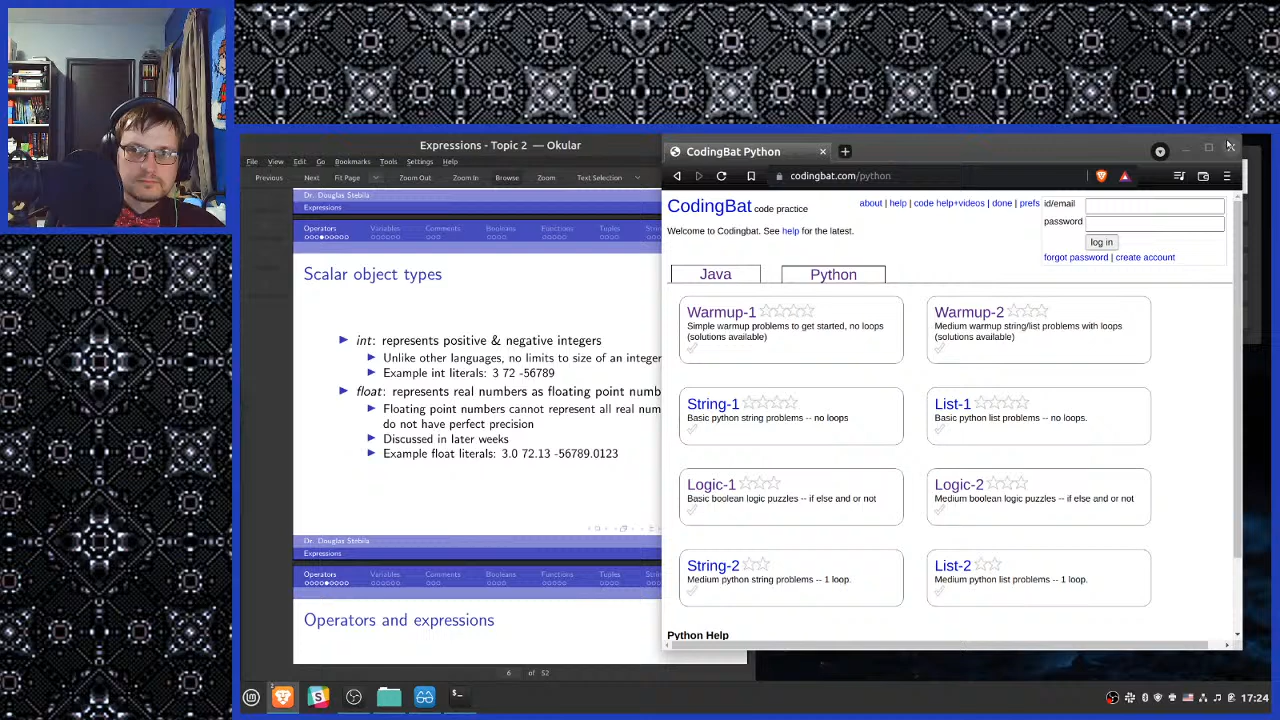 Expressions - Topic 2 — Okular
File View Edit Go Bookmarks Tools Settings Help
Previous Next Fit Page Zoom Out Zoom In Browse Zoom Text Selection
Dr. Douglas Stebila
Expressions
Operators Variables Comments Booleans Functions Tuples
Scalar object types
int: represents positive & negative integers
Unlike other languages, no limits to size of an integer
Example int literals: 3 72 -56789
float: represents real numbers as floating point numb
Floating point numbers cannot represent all real num
do not have perfect precision
Discussed in later weeks
Example float literals: 3.0 72.13 -56789.0123
Dr. Douglas Stebila
Expressions
Operators Variables Comments Booleans Functions Tuples
Operators and expressions
6 of 52
CodingBat Python
codingbat.com/python
CodingBat code practice
about | help | code help+videos | done | prefs
id/email
password
log in
forgot password | create account
Welcome to Codingbat. See help for the latest.
Java Python
Warmup-1
Simple warmup problems to get started, no loops
(solutions available)
Warmup-2
Medium warmup string/list problems with loops
(solutions available)
String-1
Basic python string problems -- no loops
List-1
Basic python list problems -- no loops.
Logic-1
Basic boolean logic puzzles -- if else and or not
Logic-2
Medium boolean logic puzzles -- if else and or not
String-2
Medium python string problems -- 1 loop.
List-2
Medium python list problems -- 1 loop.
Python Help
17:24